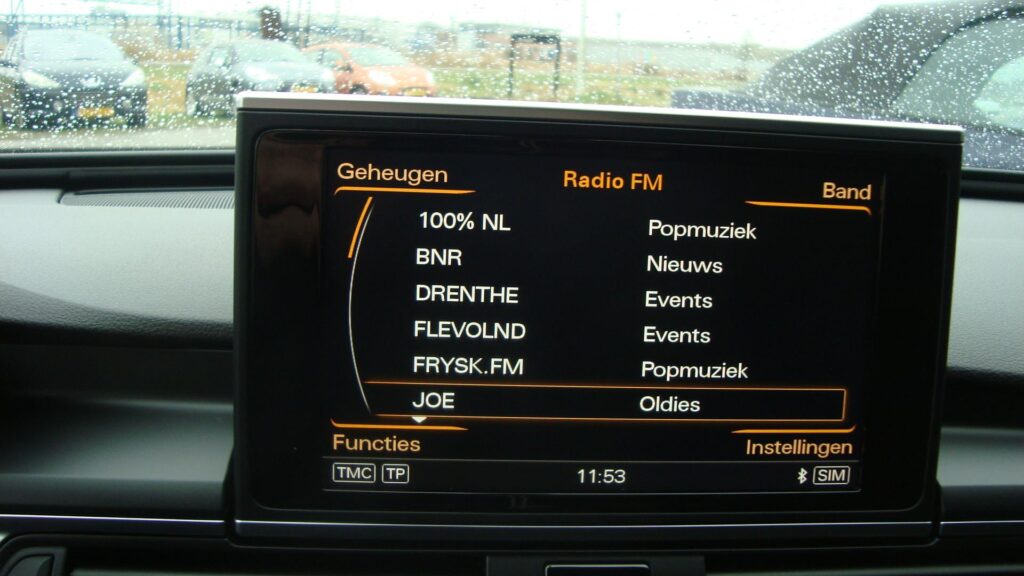 Geheugen Radio FM Band
100% NL Popmuziek
BNR Nieuws
DRENTHE Events
FLEVOLND Events
FRYSK.FM Popmuziek
JOE Oldies
Functies Instellingen
TMC TP 11:53 SIM